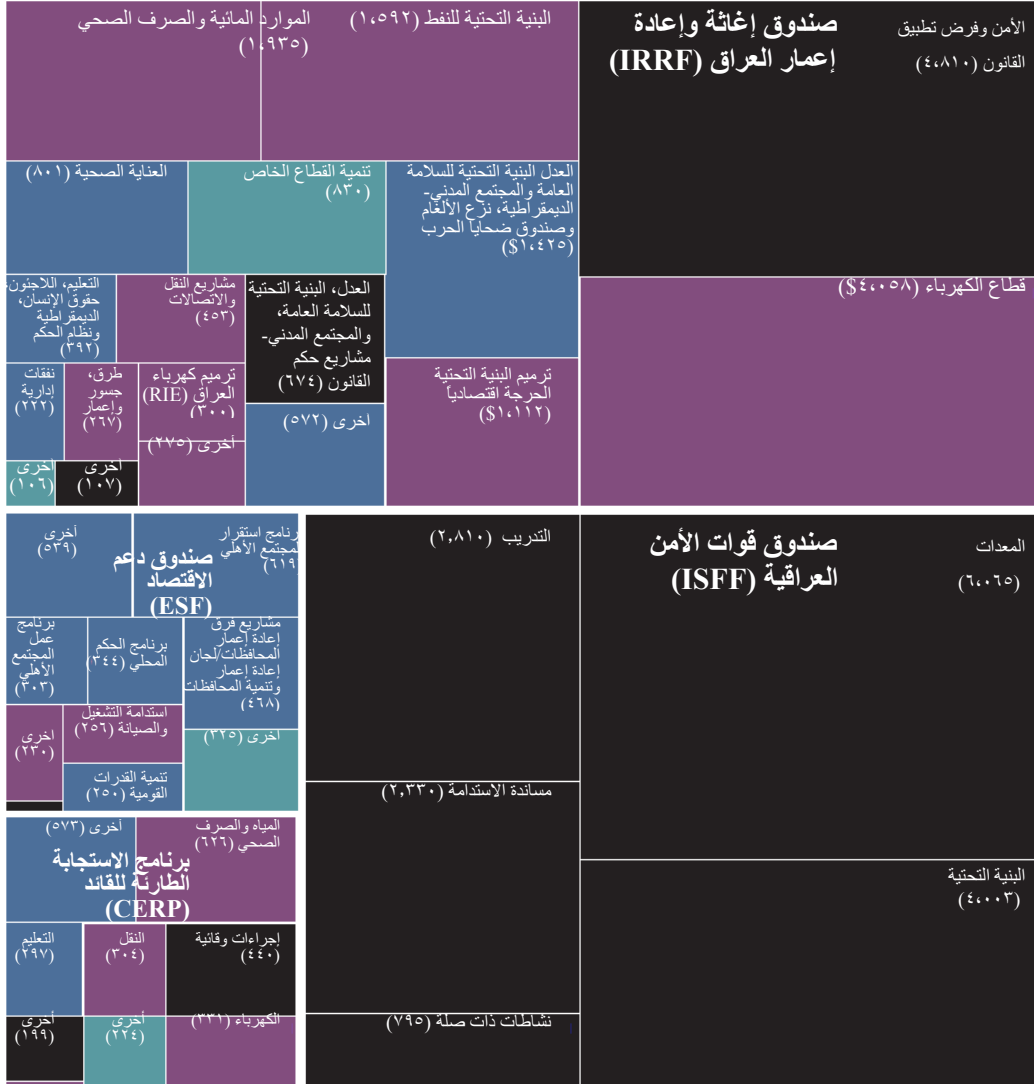 صندوق إغاثة وإعادة
إعمار العراق (IRRF)
الأمن وفرض تطبيق
القانون (٤،٨١٠)
قطاع الكهرباء (٤،٠٥٨$)
البنية التحتية للنفط (١،٥٩٢)
الموارد المائية والصرف الصحي
(١،٩٣٥)
العدل البنية التحتية للسلامة
العامة والمجتمع المدني-
الديمقراطية، نزع الألغام
وصندوق ضحايا الحرب
(١،٤٢٥$)
تنمية القطاع الخاص
(٨٣٠)
العناية الصحية (٨٠١)
ترميم البنية التحتية
الحرجة اقتصادياً
(١،١١٢$)
العدل، البنية التحتية
للسلامة العامة،
والمجتمع المدني-
مشاريع حكم
القانون (٦٧٤)
اخرى (٥٧٢)
مشاريع النقل
والاتصالات
(٤٥٣)
التعليم، اللاجئون،
حقوق الإنسان،
الديمقراطية
ونظام الحكم
(٣٩٢)
ترميم كهرباء
العراق (RIE)
(٣٠٠)
أخرى (٢٧٥)
طرق،
جسور
وإعمار
(٢٦٧)
نفقات
إدارية
(٢٢٢)
أخرى
(١٠٧)
أخرى
(١٠٦)
صندوق قوات الأمن
العراقية (ISFF)
المعدات
(٦،٠٦٥)
البنية التحتية
(٤،٠٠٣)
التدريب (٢,٨١٠)
مساندة الاستدامة (٢,٣٣٠)
نشاطات ذات صلة (٧٩٥)
صندوق دعم
الاقتصاد
(ESF)
برنامج استقرار
المجتمع الأهلي
(٦١٩)
أخرى
(٥٣٩)
مشاريع فرق
إعادة إعمار
المحافظات/لجان
إعادة إعمار
وتنمية المحافظات
(٤٦٨)
برنامج الحكم
المحلي (٣٤٤)
برنامج
عمل
المجتمع
الأهلي
(٣٠٣)
اخرى (٣٢٥)
استدامة التشغيل
والصيانة (٢٥٦)
اخرى
(٢٣٠)
تنمية القدرات
القومية (٢٥٠)
برنامج الاستجابة
الطارئة للقائد
(CERP)
المياه والصرف
الصحي (٦٢٦)
أخرى (٥٧٣)
إجراءات وقائية
(٤٤٠)
النقل
(٣٠٤)
التعليم
(٢٩٧)
الكهرباء (٣٣١)
أخرى
(٢٢٤)
أخرى
(١٩٩)